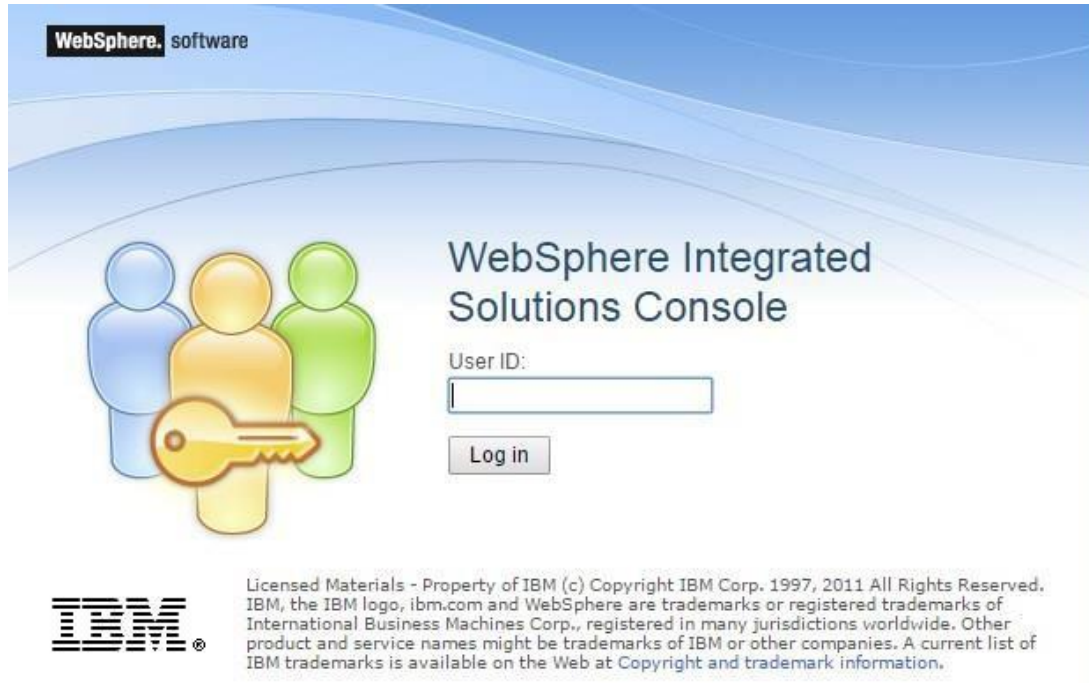 WebSphere. software
WebSphere Integrated
Solutions Console
User ID:
Log in
IBM®
Licensed Materials - Property of IBM (c) Copyright IBM Corp. 1997, 2011 All Rights Reserved.
IBM, the IBM logo, ibm.com and WebSphere are trademarks or registered trademarks of
International Business Machines Corp., registered in many jurisdictions worldwide. Other
product and service names might be trademarks of IBM or other companies. A current list of
IBM trademarks is available on the Web at Copyright and trademark information.